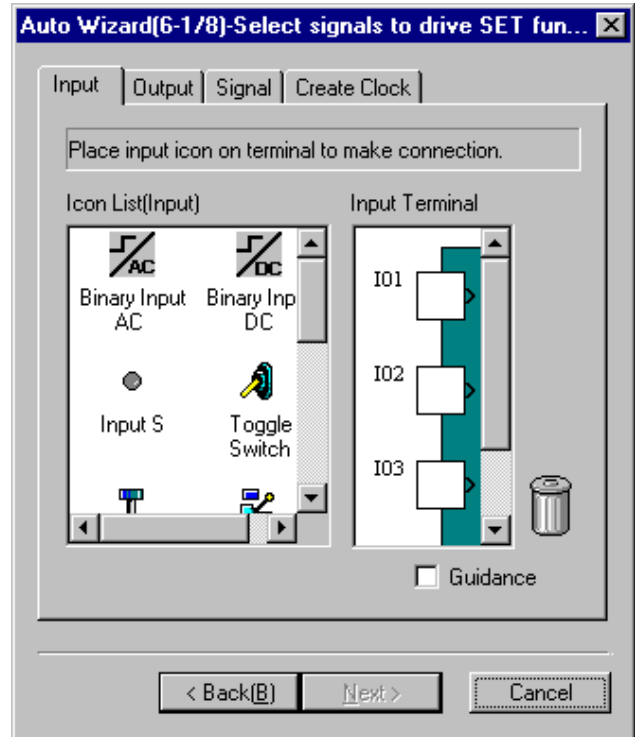 Auto Wizard(6-1/8)-Select signals to drive SET fun...
Input Output Signal Create Clock
Place input icon on terminal to make connection.
Icon List(Input) Input Terminal
AC DC
Binary Input AC
Binary Inp DC
Input S
Toggle Switch
I01
I02
I03
Guidance
< Back(B) Next > Cancel